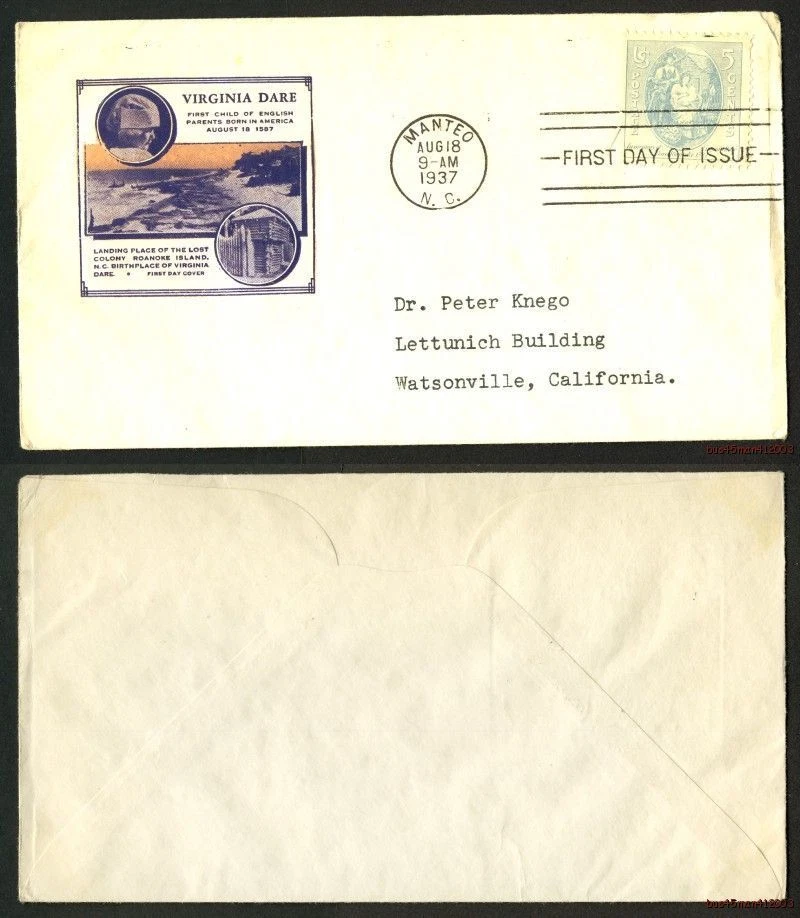 VIRGINIA DARE
FIRST CHILD OF ENGLISH
PARENTS BORN IN AMERICA
AUGUST 18 1587
LANDING PLACE OF THE LOST
COLONY ROANOKE ISLAND,
N.C. BIRTHPLACE OF VIRGINIA
DARE. • FIRST DAY COVER
MANTEO
AUG 18
9-AM
1937
N. C.
US POSTAGE
5 CENTS
FIRST DAY OF ISSUE
Dr. Peter Knego
Lettunich Building
Watsonville, California.
bus45man412003
bus45man412003